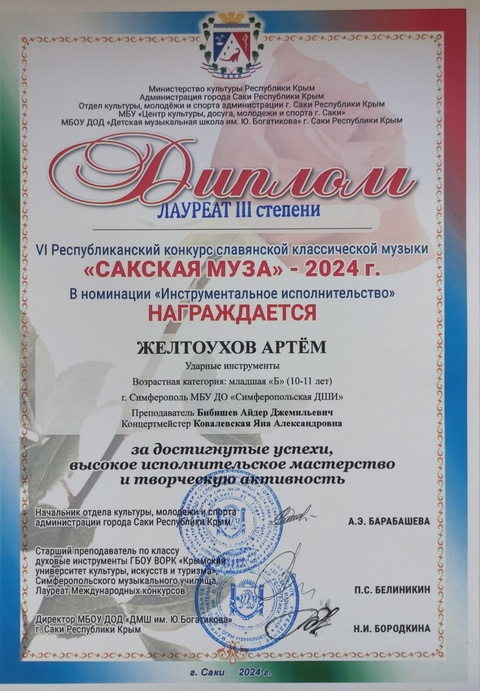 Министерство культуры Республики Крым
Администрация города Саки Республики Крым
Отдел культуры, молодёжи и спорта администрации г. Саки Республики Крым
МБУ «Центр культуры, досуга, молодежи и спорта г. Саки»
МБОУ ДОД «Детская музыкальная школа им. Ю. Богатикова» г. Саки Республики Крым
Диплом
ЛАУРЕАТ III степени
VI Республиканский конкурс славянской классической музыки
«САКСКАЯ МУЗА» - 2024 г.
В номинации «Инструментальное исполнительство»
НАГРАЖДАЕТСЯ
ЖЕЛТОУХОВ АРТЁМ
Ударные инструменты
Возрастная категория: младшая «Б» (10-11 лет)
г. Симферополь МБУ ДО «Симферопольская ДШИ»
Преподаватель Бибишев Айдер Джемильевич
Концертмейстер Ковалевская Яна Александровна
за достигнутые успехи,
высокое исполнительское мастерство
и творческую активность
Начальник отдела культуры, молодежи и спорта
администрации города Саки Республики Крым
А.Э. БАРАБАШЕВА
Старший преподаватель по классу
духовые инструменты ГБОУ ВОРК «Крымский
университет культуры, искусств и туризма»,
Симферопольского музыкального училища,
Лауреат Международных конкурсов
П.С. БЕЛИНИКИН
Директор МБОУ ДОД «ДМШ им. Ю.Богатикова»
г. Саки Республики Крым
Н.И. БОРОДКИНА
г. Саки 2024 г.